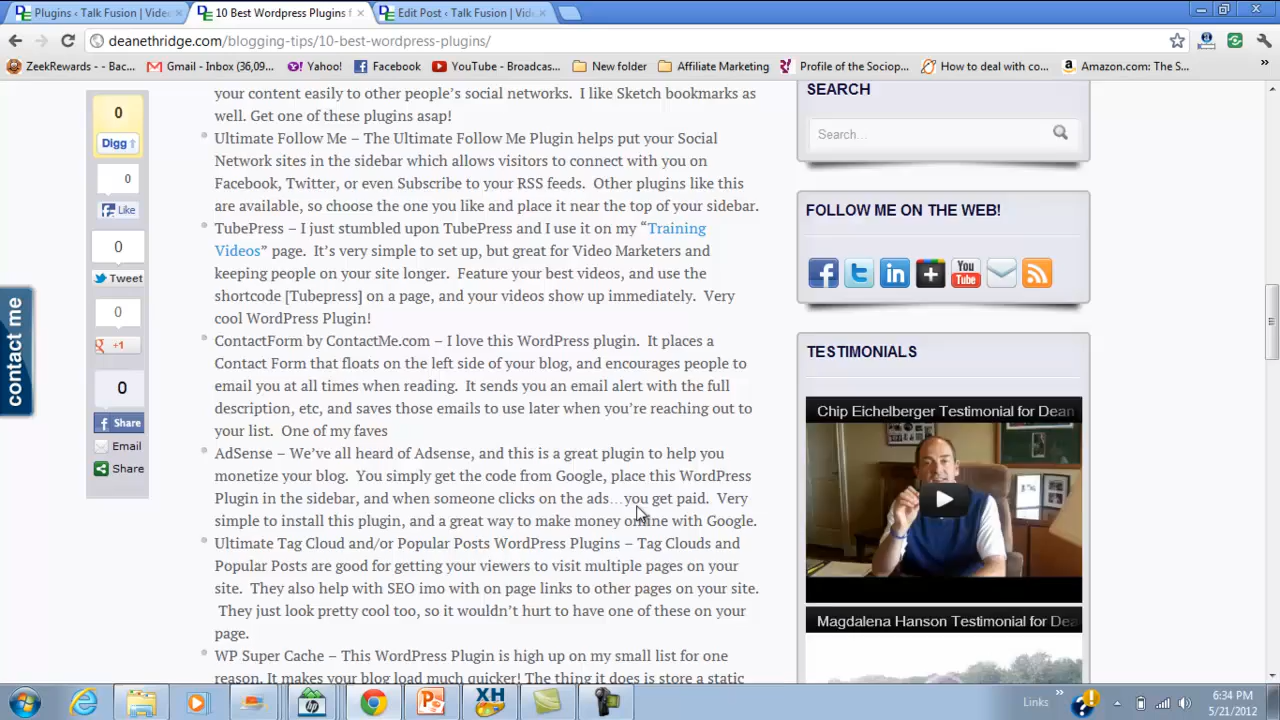 Plugins ‹ Talk Fusion | Video
10 Best Wordpress Plugins f
Edit Post ‹ Talk Fusion | Vid
deanethridge.com/blogging-tips/10-best-wordpress-plugins/
ZeekRewards - - Bac...
Gmail - Inbox (36,09...
Yahoo!
Facebook
YouTube - Broadcas...
New folder
Affiliate Marketing
Profile of the Sociop...
How to deal with co...
Amazon.com: The S...
your content easily to other people's social networks.  I like Sketch bookmarks as
well. Get one of these plugins asap!
Ultimate Follow Me – The Ultimate Follow Me Plugin helps put your Social
Network sites in the sidebar which allows visitors to connect with you on
Facebook, Twitter, or even Subscribe to your RSS feeds.  Other plugins like this
are available, so choose the one you like and place it near the top of your sidebar.
TubePress – I just stumbled upon TubePress and I use it on my “Training
Videos” page.  It’s very simple to set up, but great for Video Marketers and
keeping people on your site longer.  Feature your best videos, and use the
shortcode [Tubepress] on a page, and your videos show up immediately.  Very
cool WordPress Plugin!
ContactForm by ContactMe.com – I love this WordPress plugin.  It places a
Contact Form that floats on the left side of your blog, and encourages people to
email you at all times when reading.  It sends you an email alert with the full
description, etc, and saves those emails to use later when you’re reaching out to
your list.  One of my faves
AdSense – We’ve all heard of Adsense, and this is a great plugin to help you
monetize your blog.  You simply get the code from Google, place this WordPress
Plugin in the sidebar, and when someone clicks on the ads…you get paid.  Very
simple to install this plugin, and a great way to make money online with Google.
Ultimate Tag Cloud and/or Popular Posts WordPress Plugins – Tag Clouds and
Popular Posts are good for getting your viewers to visit multiple pages on your
site.  They also help with SEO imo with on page links to other pages on your site.
They just look pretty cool too, so it wouldn’t hurt to have one of these on your
page.
WP Super Cache – This WordPress Plugin is high up on my small list for one
reason. It makes your blog load much quicker! The thing it does is store a static
0
Digg
0
Like
0
Tweet
0
+1
0
Share
Email
Share
contact me
SEARCH
Search...
FOLLOW ME ON THE WEB!
You
Tube
TESTIMONIALS
Chip Eichelberger Testimonial for Dean
Magdalena Hanson Testimonial for Dea
Links
6:34 PM
5/21/2012